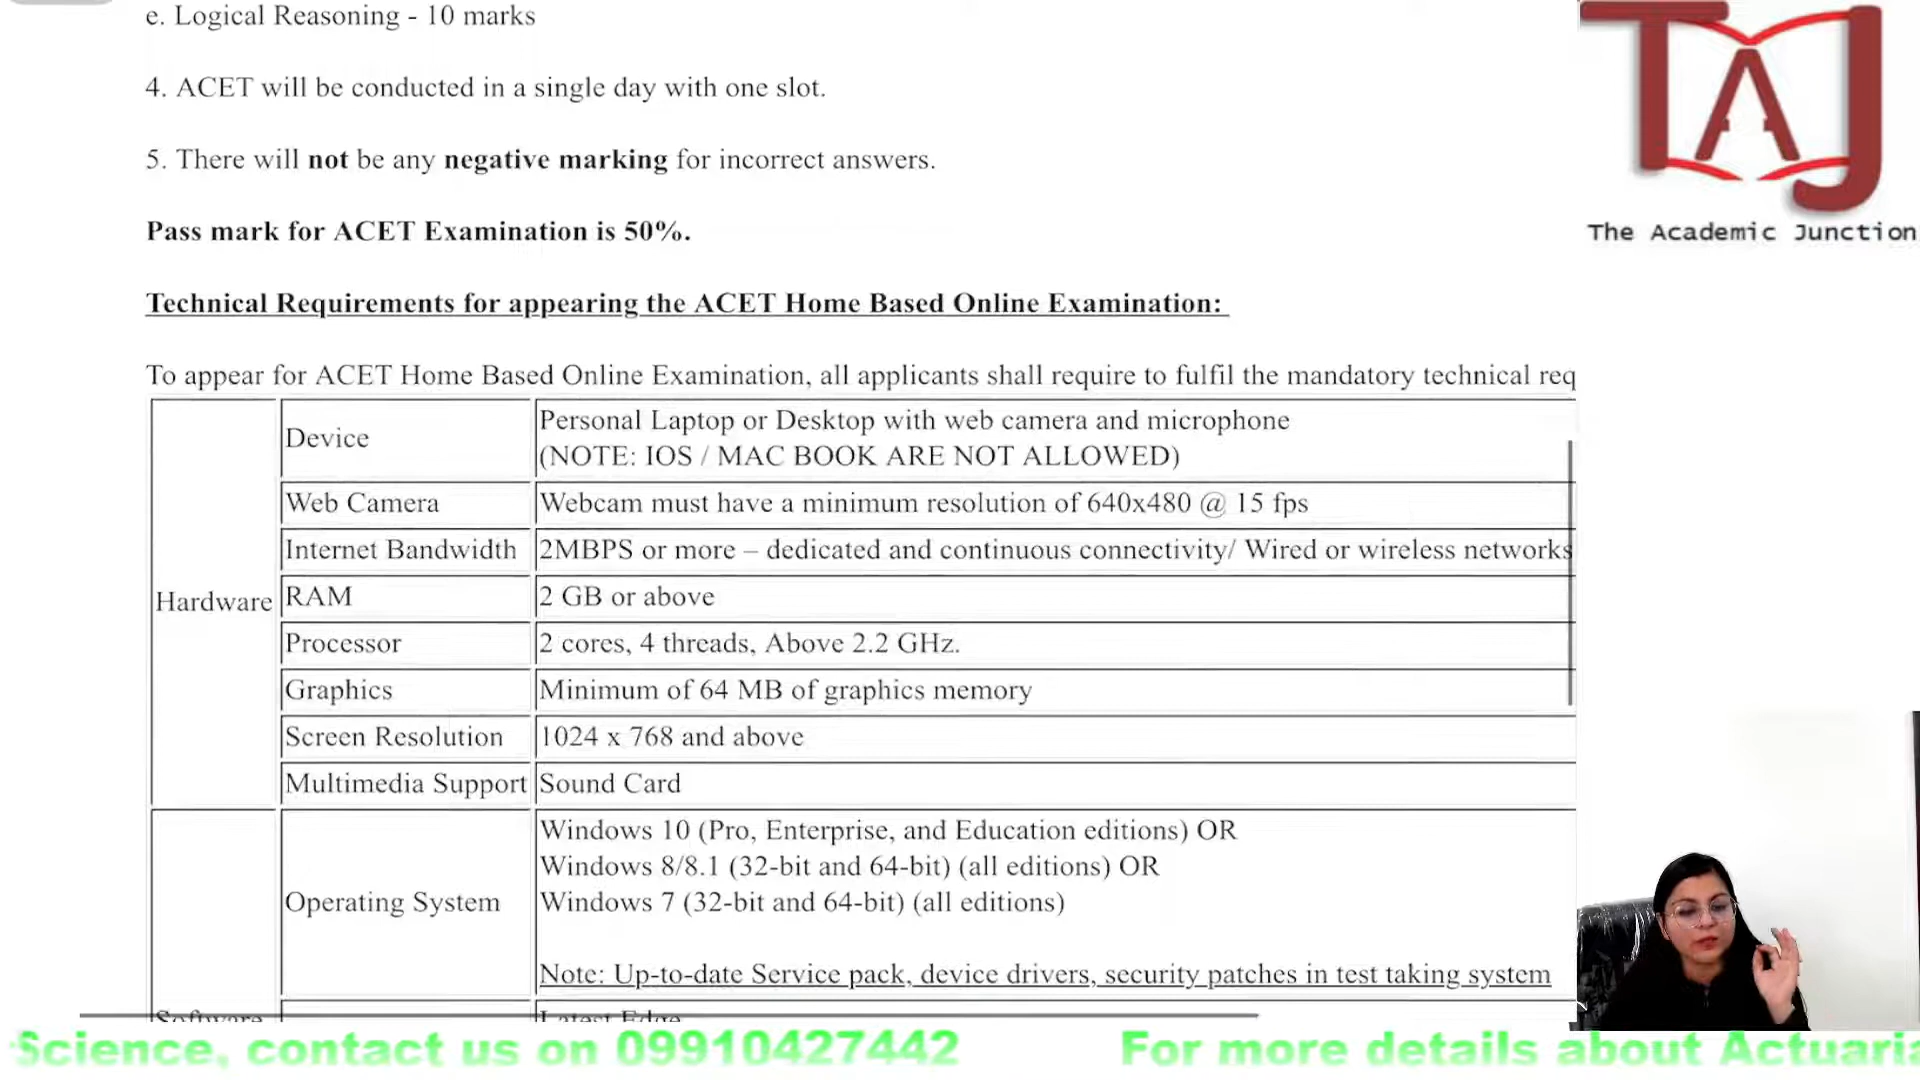 e. Logical Reasoning - 10 marks
4. ACET will be conducted in a single day with one slot.
5. There will not be any negative marking for incorrect answers.
Pass mark for ACET Examination is 50%.
Technical Requirements for appearing the ACET Home Based Online Examination:
To appear for ACET Home Based Online Examination, all applicants shall require to fulfil the mandatory technical req
Hardware
Device
Personal Laptop or Desktop with web camera and microphone
(NOTE: IOS / MAC BOOK ARE NOT ALLOWED)
Web Camera
Webcam must have a minimum resolution of 640x480 @ 15 fps
Internet Bandwidth
2MBPS or more – dedicated and continuous connectivity/ Wired or wireless networks
RAM
2 GB or above
Processor
2 cores, 4 threads, Above 2.2 GHz.
Graphics
Minimum of 64 MB of graphics memory
Screen Resolution
1024 x 768 and above
Multimedia Support
Sound Card
Operating System
Windows 10 (Pro, Enterprise, and Education editions) OR
Windows 8/8.1 (32-bit and 64-bit) (all editions) OR
Windows 7 (32-bit and 64-bit) (all editions)
Note: Up-to-date Service pack, device drivers, security patches in test taking system
Software
Latest Edge
TAJ
The Academic Junction
Science, contact us on 09910427442 For more details about Actuaria